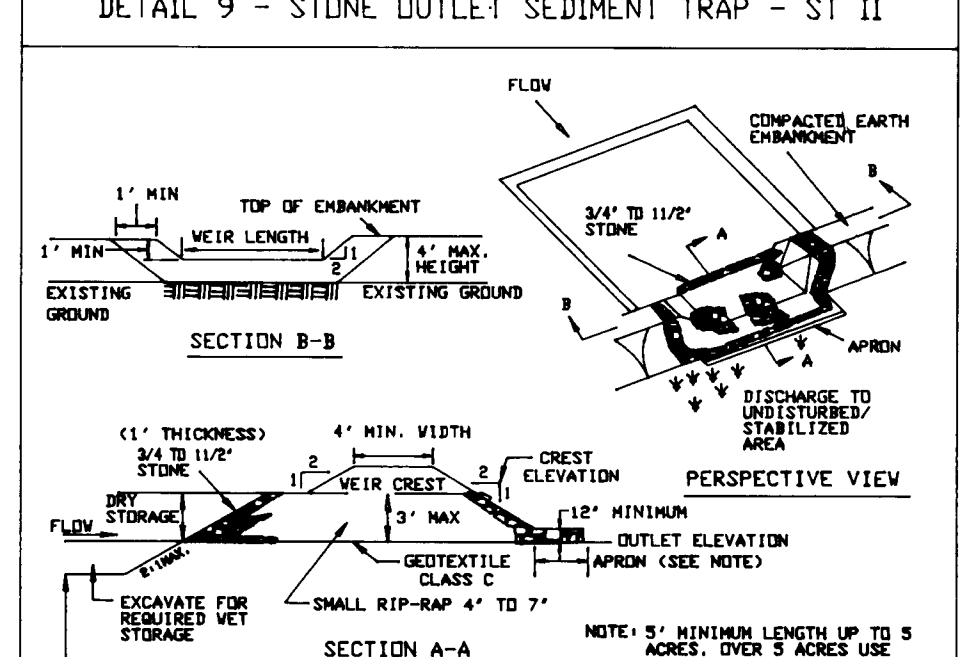 DETAIL 9 - STONE OUTLET SEDIMENT TRAP - ST II
FLOW
COMPACTED EARTH
EMBANKMENT
B
1' MIN
TOP OF EMBANKMENT
3/4" TO 11/2"
STONE
A
WEIR LENGTH
1' MIN
1
2
4' MAX.
HEIGHT
EXISTING
GROUND
EXISTING GROUND
B
SECTION B-B
APRON
A
DISCHARGE TO
UNDISTURBED/
STABILIZED
AREA
PERSPECTIVE VIEW
(1' THICKNESS)
3/4 TO 11/2"
STONE
4' MIN. WIDTH
2
1
2
1
CREST
ELEVATION
WEIR CREST
DRY
STORAGE
FLOW
3' MAX
12" MINIMUM
OUTLET ELEVATION
APRON (SEE NOTE)
2:1 MAX.
GEOTEXTILE
CLASS C
EXCAVATE FOR
REQUIRED WET
STORAGE
SMALL RIP-RAP 4" TO 7"
SECTION A-A
NOTE: 5' MINIMUM LENGTH UP TO 5
ACRES, OVER 5 ACRES USE